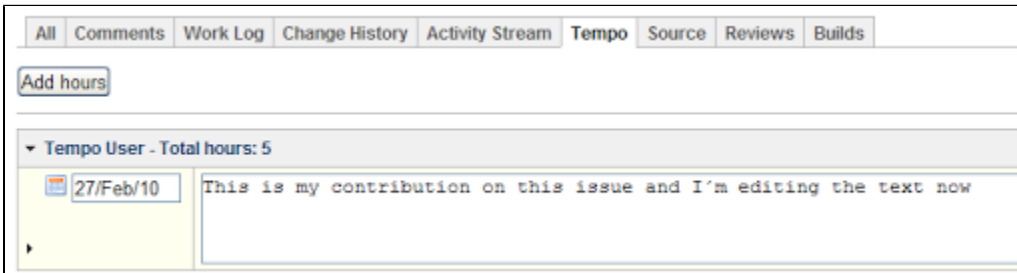 All Comments Work Log Change History Activity Stream Tempo Source Reviews Builds
Add hours
Tempo User - Total hours: 5
27/Feb/10 This is my contribution on this issue and I´m editing the text now